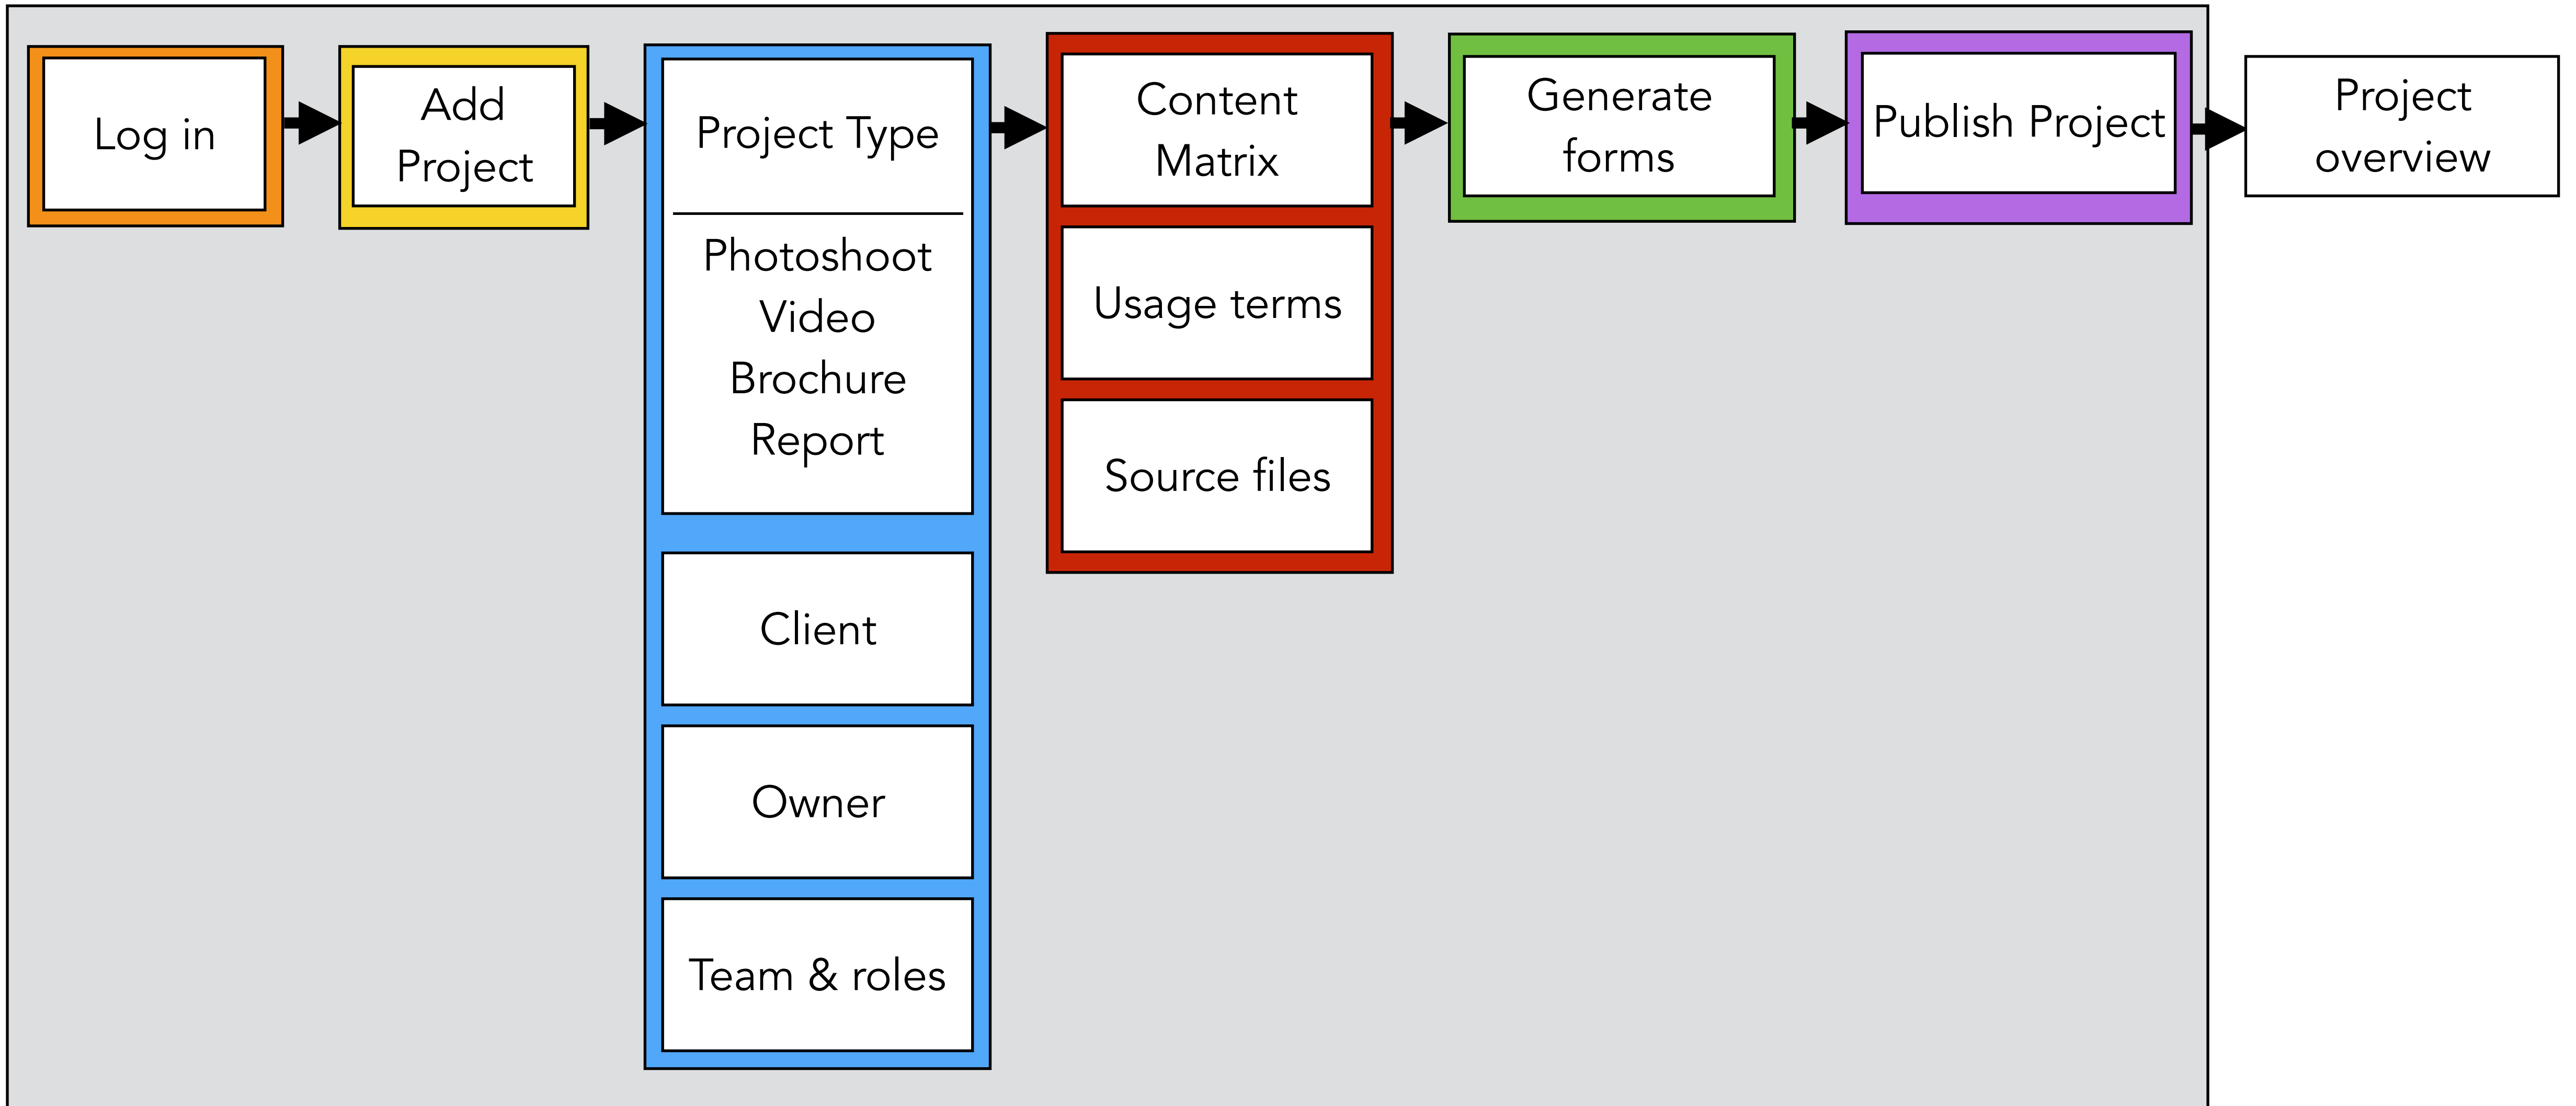 Log in
Add
Project
Project Type
Photoshoot
Video
Brochure
Report
Client
Owner
Team & roles
Content
Matrix
Usage terms
Source files
Generate
forms
Publish Project
Project
overview